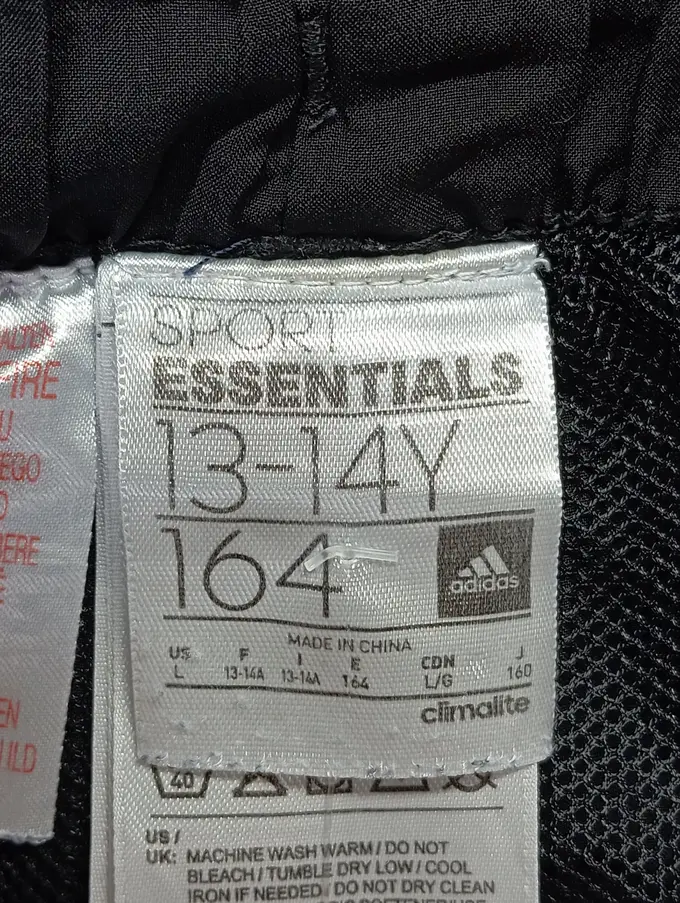 SPORT
ESSENTIALS
13-14Y
164
adidas
MADE IN CHINA
US F I E CDN J
L 13-14A 13-14A 164 L/G 160
climalite
40
US /
UK: MACHINE WASH WARM / DO NOT
BLEACH / TUMBLE DRY LOW / COOL
IRON IF NEEDED / DO NOT DRY CLEAN